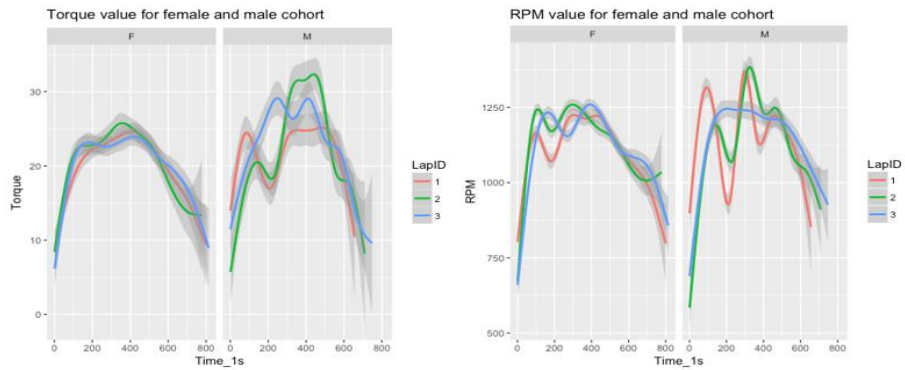 Torque value for female and male cohort
F M
30
20
10
0
Torque
0 200 400 600 800 0 200 400 600 800
Time_1s
LapID
1
2
3
RPM value for female and male cohort
F M
1250
1000
750
500
RPM
0 200 400 600 800 0 200 400 600 800
Time_1s
LapID
1
2
3